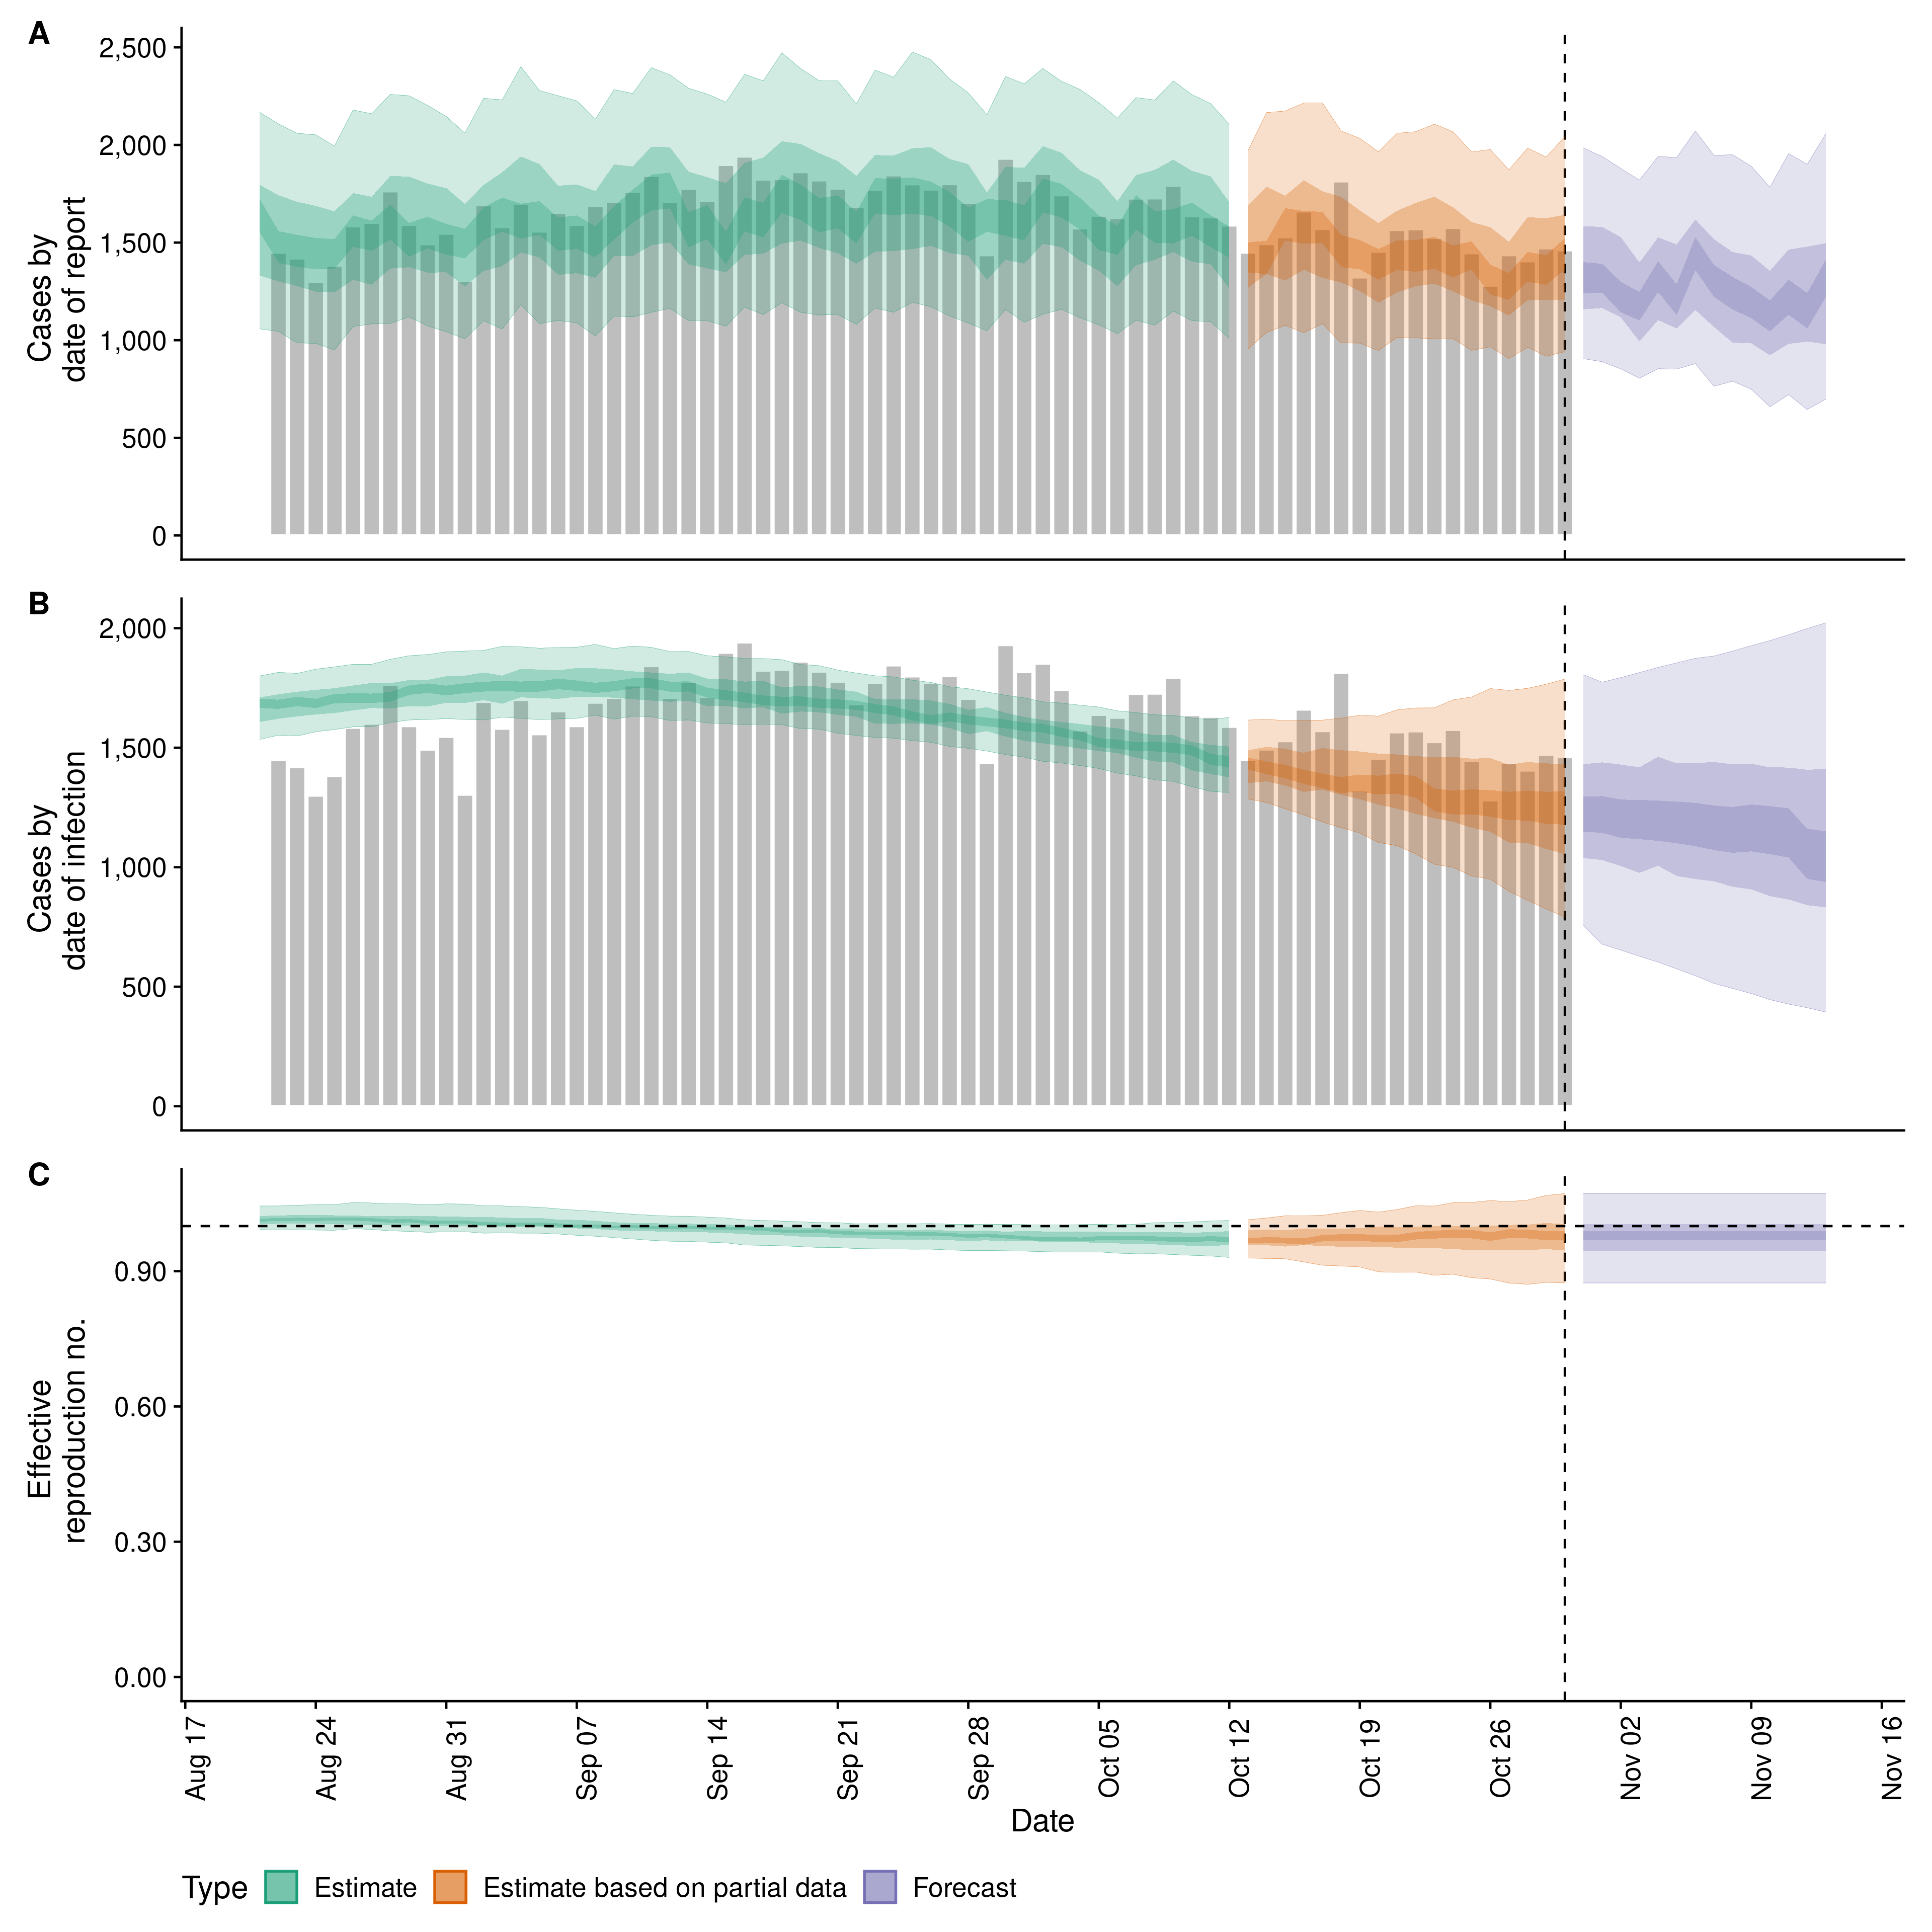 A
2,500
2,000
1,500
1,000
500
0
Cases by
date of report
B
2,000
1,500
1,000
500
0
Cases by
date of infection
C
0.90
0.60
0.30
0.00
Effective
reproduction no.
Aug 17
Aug 24
Aug 31
Sep 07
Sep 14
Sep 21
Sep 28
Oct 05
Oct 12
Oct 19
Oct 26
Nov 02
Nov 09
Nov 16
Date
Type Estimate Estimate based on partial data Forecast